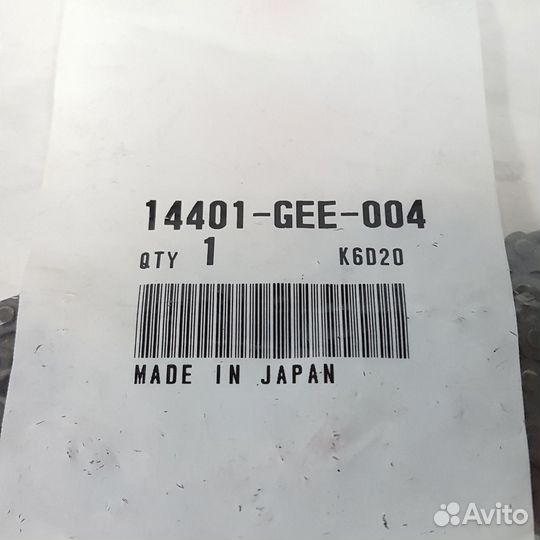 14401-GEE-004
QTY 1 K6D20
MADE IN JAPAN
Avito